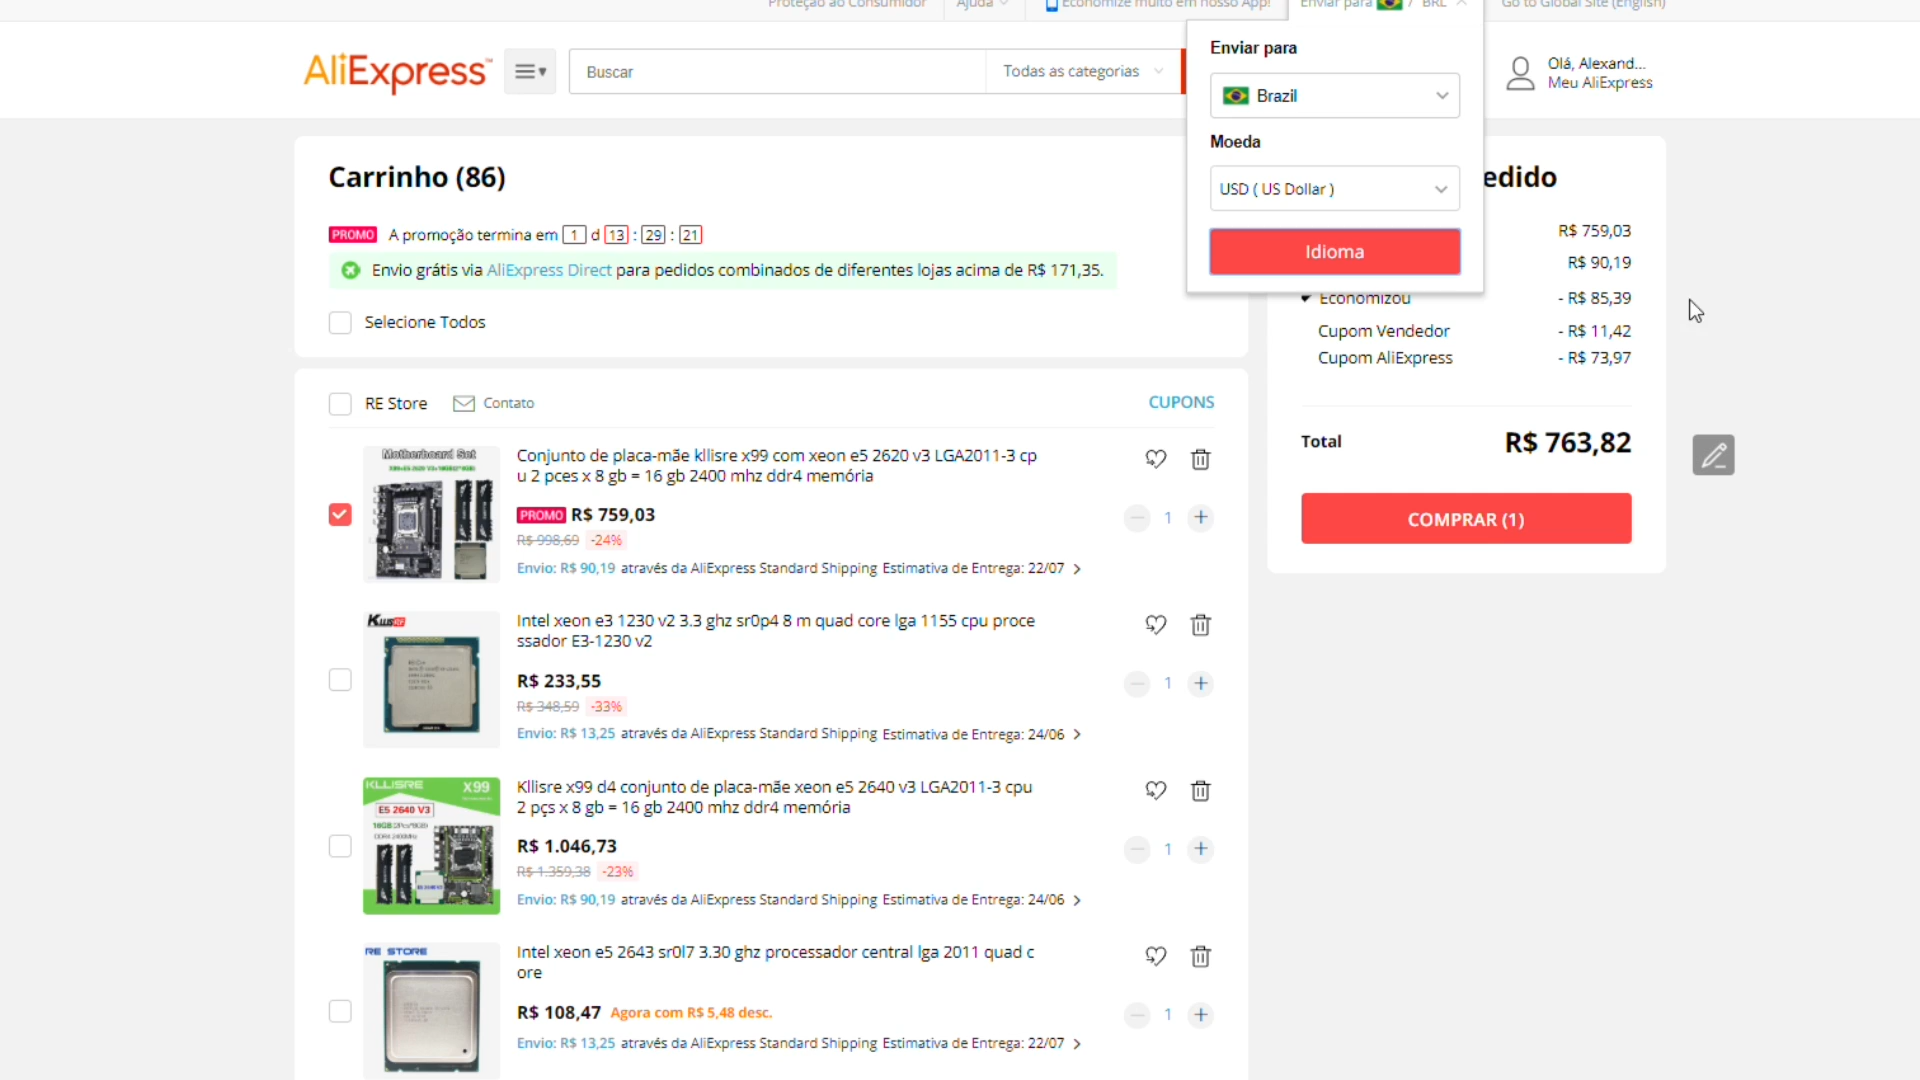 Proteção ao Consumidor
Ajuda
Economize muito em nosso App!
Enviar para / BRL
Go to Global Site (English)
AliExpress
Buscar
Todas as categorias
Olá, Alexand...
Meu AliExpress
Enviar para
Brazil
Moeda
USD ( US Dollar )
Idioma
Carrinho (86)
PROMO A promoção termina em 1 d 13 : 29 : 21
Envio grátis via AliExpress Direct para pedidos combinados de diferentes lojas acima de R$ 171,35.
Selecione Todos
edido
R$ 759,03
R$ 90,19
Economizou - R$ 85,39
Cupom Vendedor - R$ 11,42
Cupom AliExpress - R$ 73,97
Total R$ 763,82
COMPRAR (1)
RE Store Contato CUPONS
Motherboard Set
Conjunto de placa-mãe kllisre x99 com xeon e5 2620 v3 LGA2011-3 cp
u 2 pces x 8 gb = 16 gb 2400 mhz ddr4 memória
PROMO R$ 759,03
R$ 998,69 -24%
1
Envio: R$ 90,19 através da AliExpress Standard Shipping Estimativa de Entrega: 22/07
Intel xeon e3 1230 v2 3.3 ghz sr0p4 8 m quad core lga 1155 cpu proce
ssador E3-1230 v2
R$ 233,55
R$ 348,59 -33%
1
Envio: R$ 13,25 através da AliExpress Standard Shipping Estimativa de Entrega: 24/06
KLLISRE X99
E5 2640 V3
Kllisre x99 d4 conjunto de placa-mãe xeon e5 2640 v3 LGA2011-3 cpu
2 pçs x 8 gb = 16 gb 2400 mhz ddr4 memória
R$ 1.046,73
R$ 1.359,38 -23%
1
Envio: R$ 90,19 através da AliExpress Standard Shipping Estimativa de Entrega: 24/06
RE STORE
Intel xeon e5 2643 sr0l7 3.30 ghz processador central lga 2011 quad c
ore
R$ 108,47 Agora com R$ 5,48 desc.
1
Envio: R$ 13,25 através da AliExpress Standard Shipping Estimativa de Entrega: 22/07